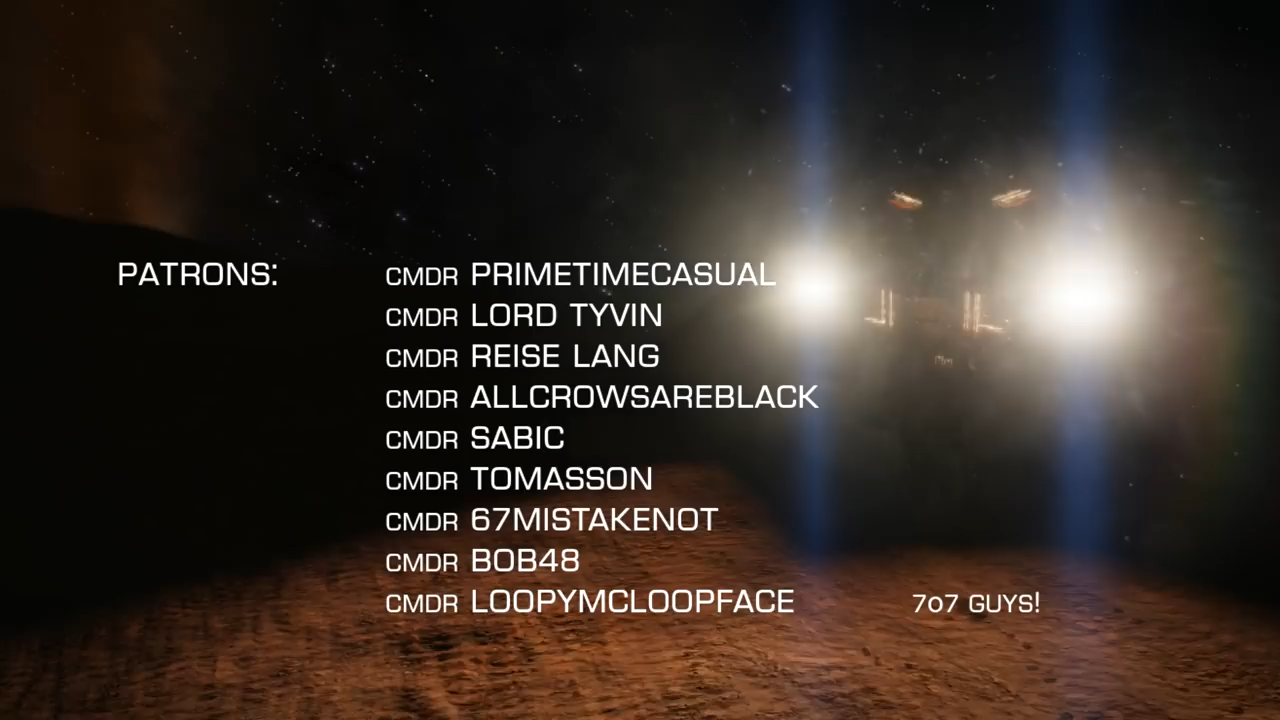 PATRONS: CMDR PRIMETIMECASUAL
CMDR LORD TYVIN
CMDR REISE LANG
CMDR ALLCROWSAREBLACK
CMDR SABIC
CMDR TOMASSON
CMDR 67MISTAKENOT
CMDR BOB48
CMDR LOOPYMCLOOPFACE 7o7 GUYS!